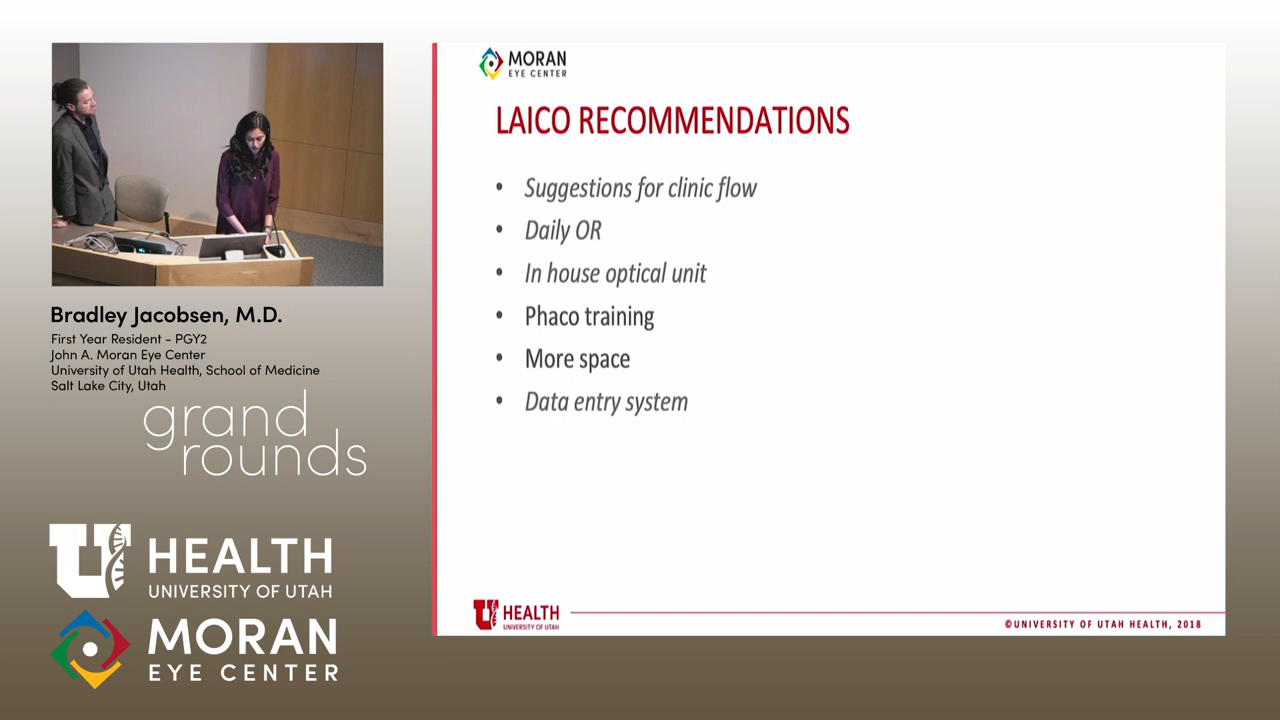 Bradley Jacobsen, M.D.
First Year Resident - PGY2
John A. Moran Eye Center
University of Utah Health, School of Medicine
Salt Lake City, Utah
grand
rounds
U HEALTH
UNIVERSITY OF UTAH
MORAN
EYE CENTER
MORAN
EYE CENTER
LAICO RECOMMENDATIONS
• Suggestions for clinic flow
• Daily OR
• In house optical unit
• Phaco training
• More space
• Data entry system
U HEALTH
UNIVERSITY OF UTAH
©UNIVERSITY OF UTAH HEALTH, 2018